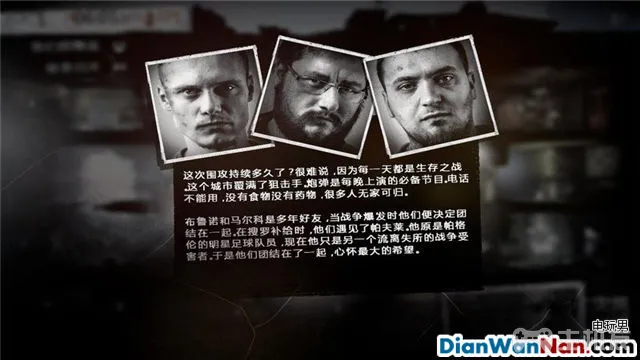 这次围攻持续多久了?很难说,因为每一天都是生存之战
.这个城市覆满了狙击手.炮弹是每晚上演的必备节目.电话
不能用,没有食物没有药物,很多人无家可归.
布鲁诺和马尔科是多年好友,当战争爆发时他们便决定团
结在一起,在搜罗补给时,他们遇见了帕夫莱,他原是帕格
伦的明星足球队员,现在他只是另一个流离失所的战争受
害者.于是他们团结在了一起,心怀最大的希望.
电玩男
DianWanNan.com